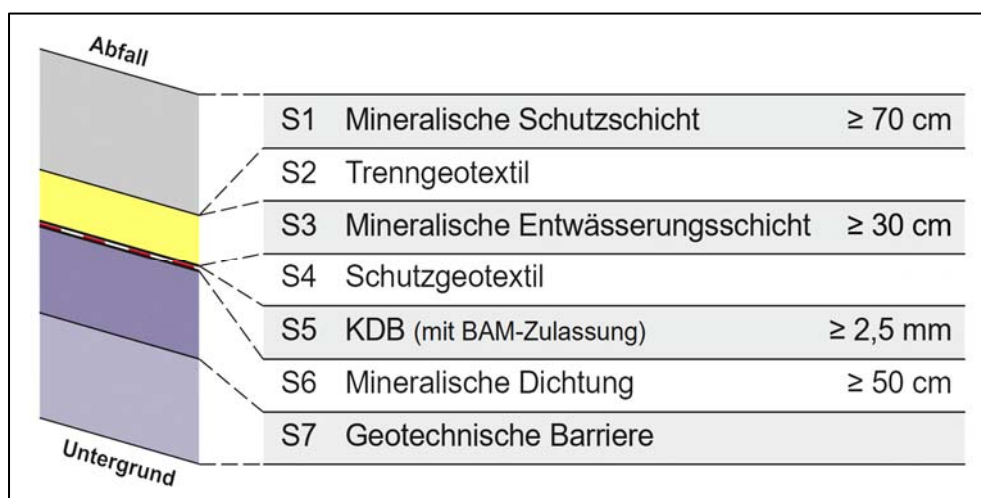 Abfall
S1 Mineralische Schutzschicht ≥ 70 cm
S2 Trenngeotextil
S3 Mineralische Entwässerungsschicht ≥ 30 cm
S4 Schutzgeotextil
S5 KDB (mit BAM-Zulassung) ≥ 2,5 mm
S6 Mineralische Dichtung ≥ 50 cm
S7 Geotechnische Barriere
Untergrund